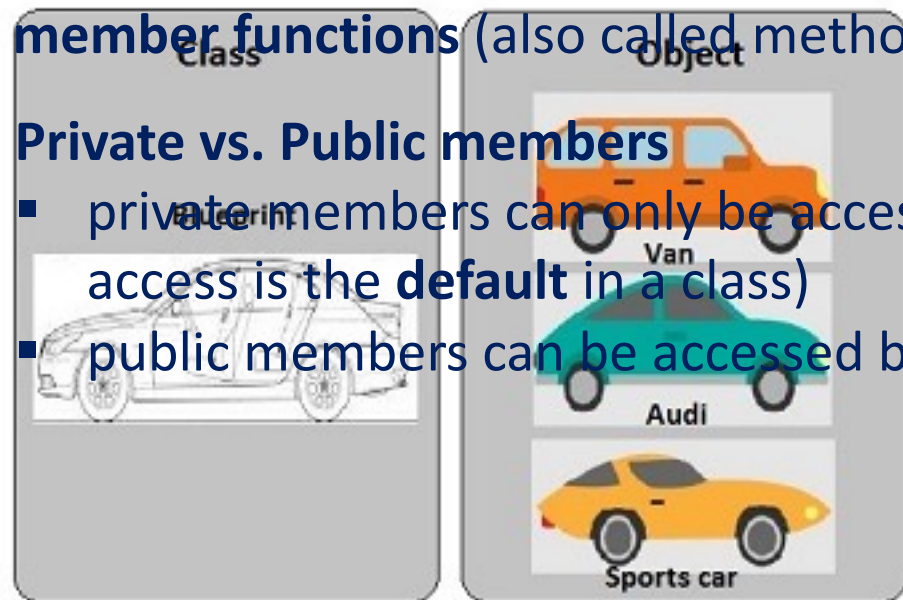 member functions (also called metho
Class
Object
Private vs. Public members
▪ private members can only be acces
Blueprint
access is the default in a class)
Van
▪ public members can be accessed b
Audi
Sports car